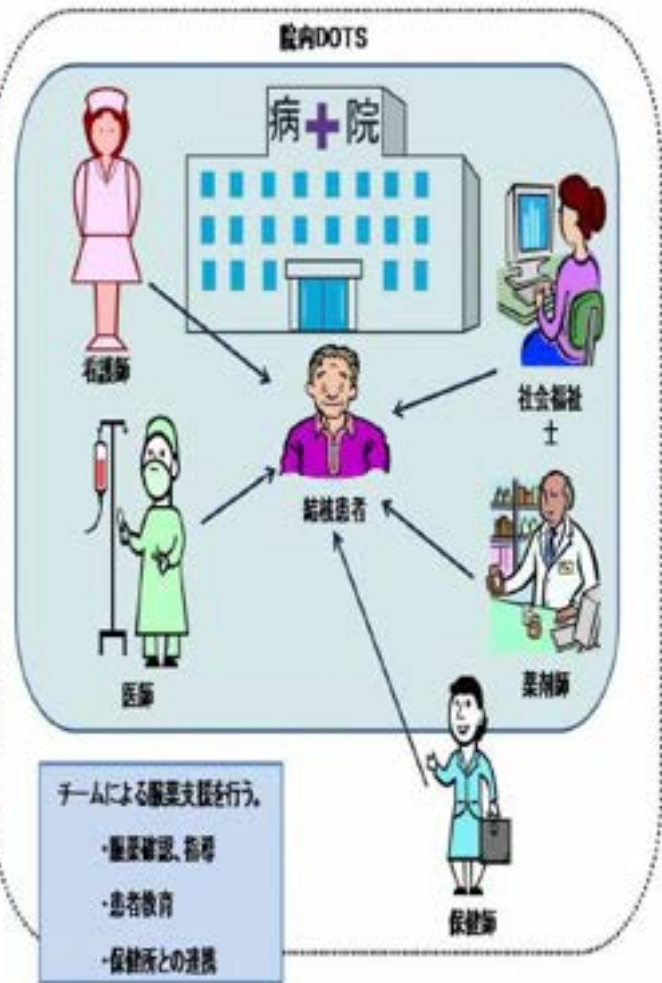 院内DOTS
病院
看護師
社会福祉
士
結核患者
医師
薬剤師
チームによる服薬支援を行う。
・服薬確認、指導
・患者教育
・保健所との連携
保健師